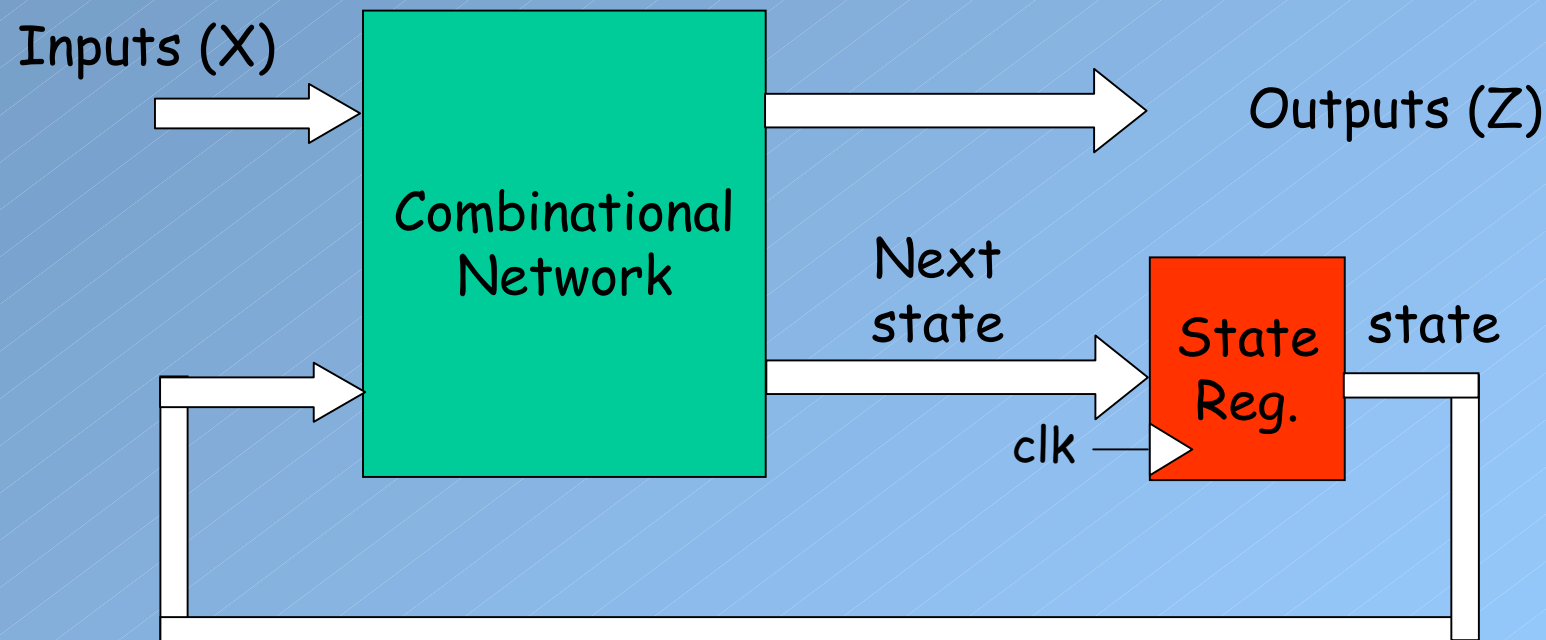 Inputs (X)
Outputs (Z)
Combinational
Network
Next
state
State
Reg.
state
clk